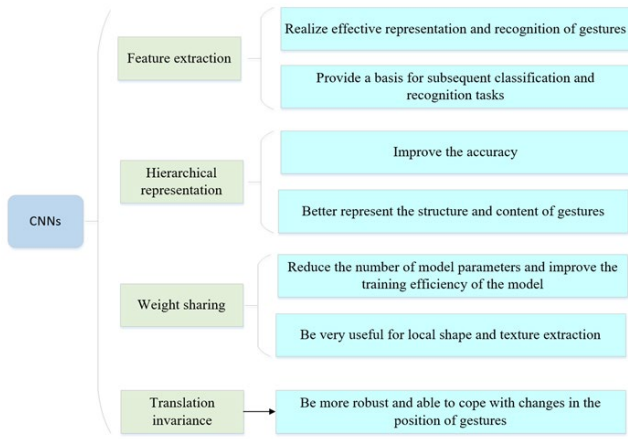 CNNs
Feature extraction
Realize effective representation and recognition of gestures
Provide a basis for subsequent classification and
recognition tasks
Hierarchical
representation
Improve the accuracy
Better represent the structure and content of gestures
Weight sharing
Reduce the number of model parameters and improve the
training efficiency of the model
Be very useful for local shape and texture extraction
Translation
invariance
Be more robust and able to cope with changes in the
position of gestures